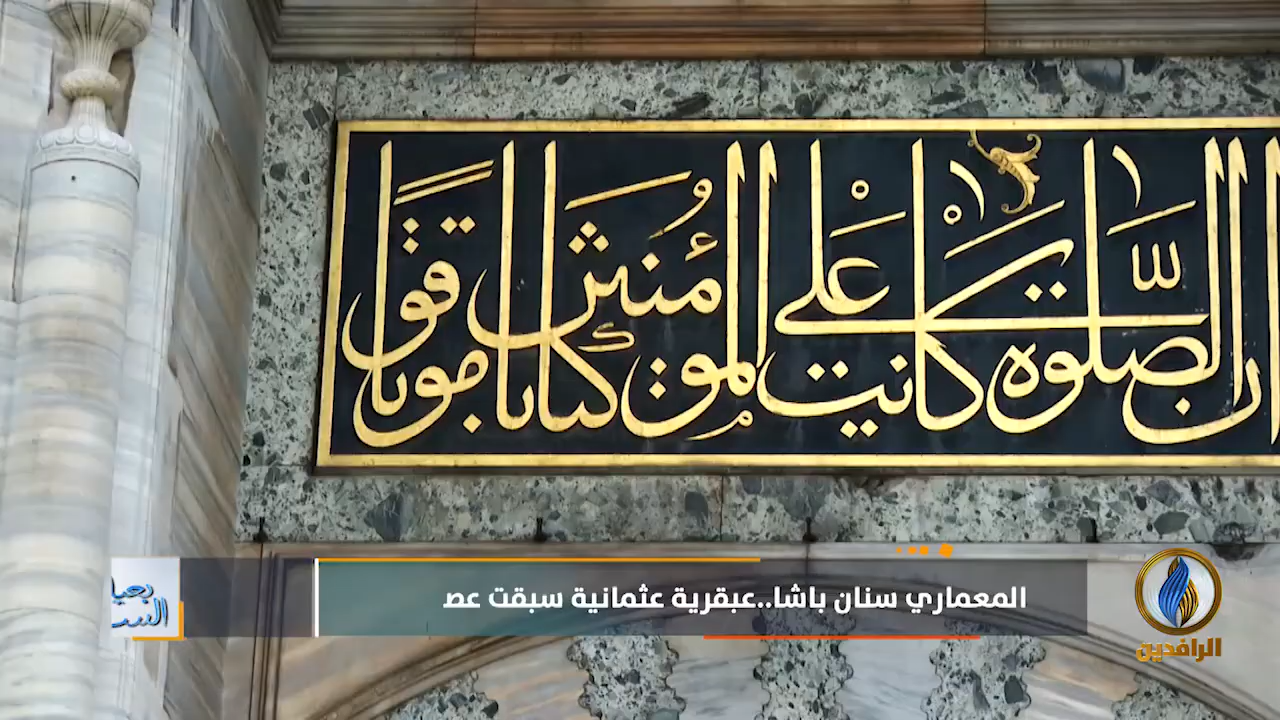 ان الصلوة كانت على المؤمنين كتابا موقوتا
المعماري سنان باشا..عبقرية عثمانية سبقت عص
الرافدين